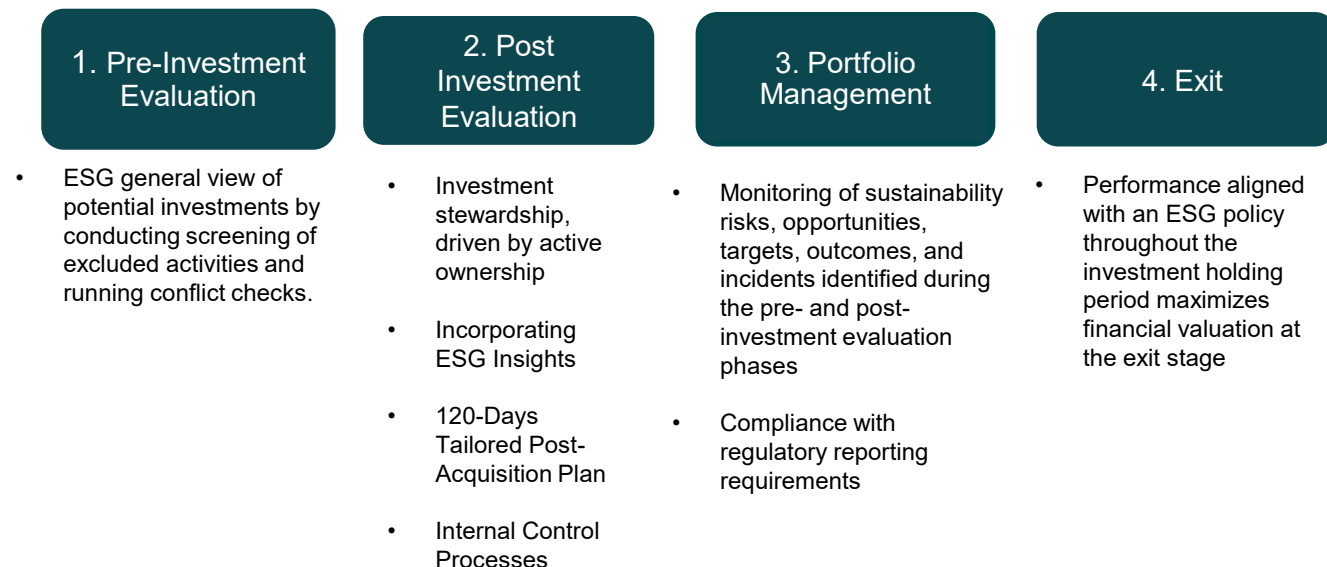 1. Pre-Investment
Evaluation
• ESG general view of
potential investments by
conducting screening of
excluded activities and
running conflict checks.
2. Post
Investment
Evaluation
• Investment
stewardship,
driven by active
ownership
• Incorporating
ESG Insights
• 120-Days
Tailored Post-
Acquisition Plan
• Internal Control
Processes
3. Portfolio
Management
• Monitoring of sustainability
risks, opportunities,
targets, outcomes, and
incidents identified during
the pre- and post-
investment evaluation
phases
• Compliance with
regulatory reporting
requirements
4. Exit
• Performance aligned
with an ESG policy
throughout the
investment holding
period maximizes
financial valuation at
the exit stage